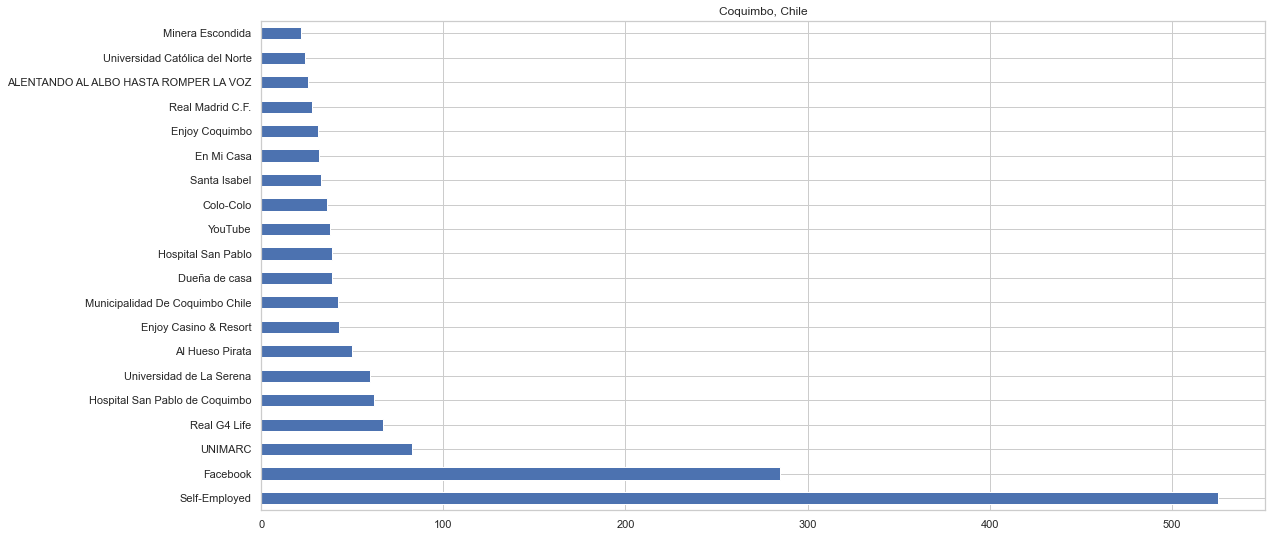 Coquimbo, Chile
Minera Escondida
Universidad Católica del Norte
ALENTANDO AL ALBO HASTA ROMPER LA VOZ
Real Madrid C.F.
Enjoy Coquimbo
En Mi Casa
Santa Isabel
Colo-Colo
YouTube
Hospital San Pablo
Dueña de casa
Municipalidad De Coquimbo Chile
Enjoy Casino & Resort
Al Hueso Pirata
Universidad de La Serena
Hospital San Pablo de Coquimbo
Real G4 Life
UNIMARC
Facebook
Self-Employed
0 100 200 300 400 500